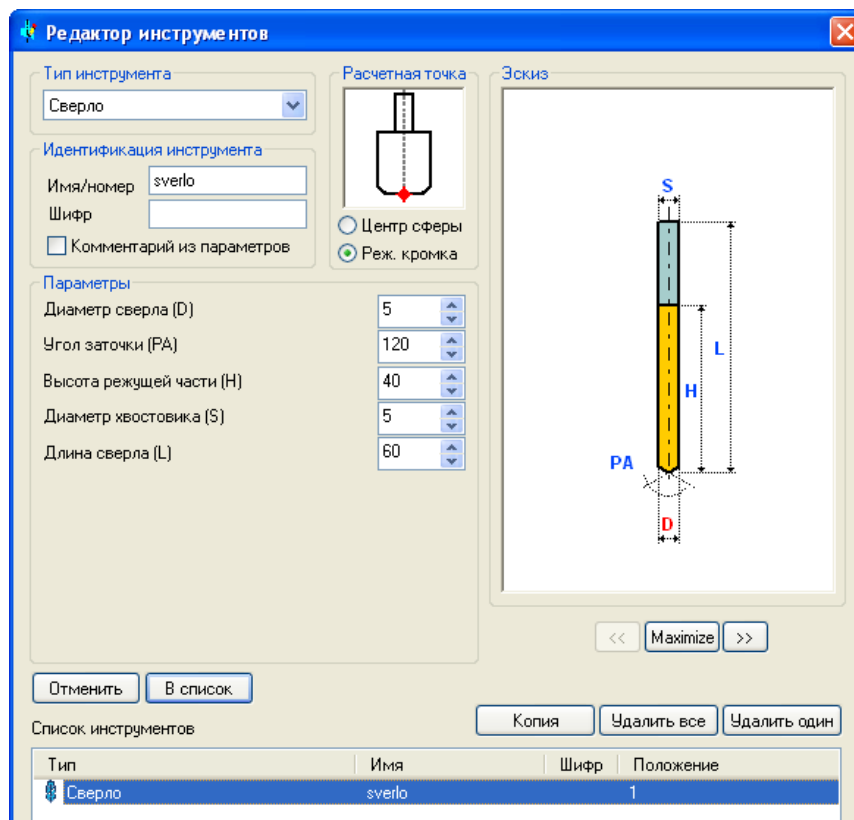 Редактор инструментов
Тип инструмента
Сверло
Расчетная точка
Центр сферы
Реж. кромка
Эскиз
S
L
H
PA
D
Идентификация инструмента
Имя/номер sverlo
Шифр
Комментарий из параметров
Параметры
Диаметр сверла (D) 5
Угол заточки (PA) 120
Высота режущей части (H) 40
Диаметр хвостовика (S) 5
Длина сверла (L) 60
<< Maximize >>
Отменить В список
Список инструментов Копия Удалить все Удалить один
Тип Имя Шифр Положение
Сверло sverlo 1